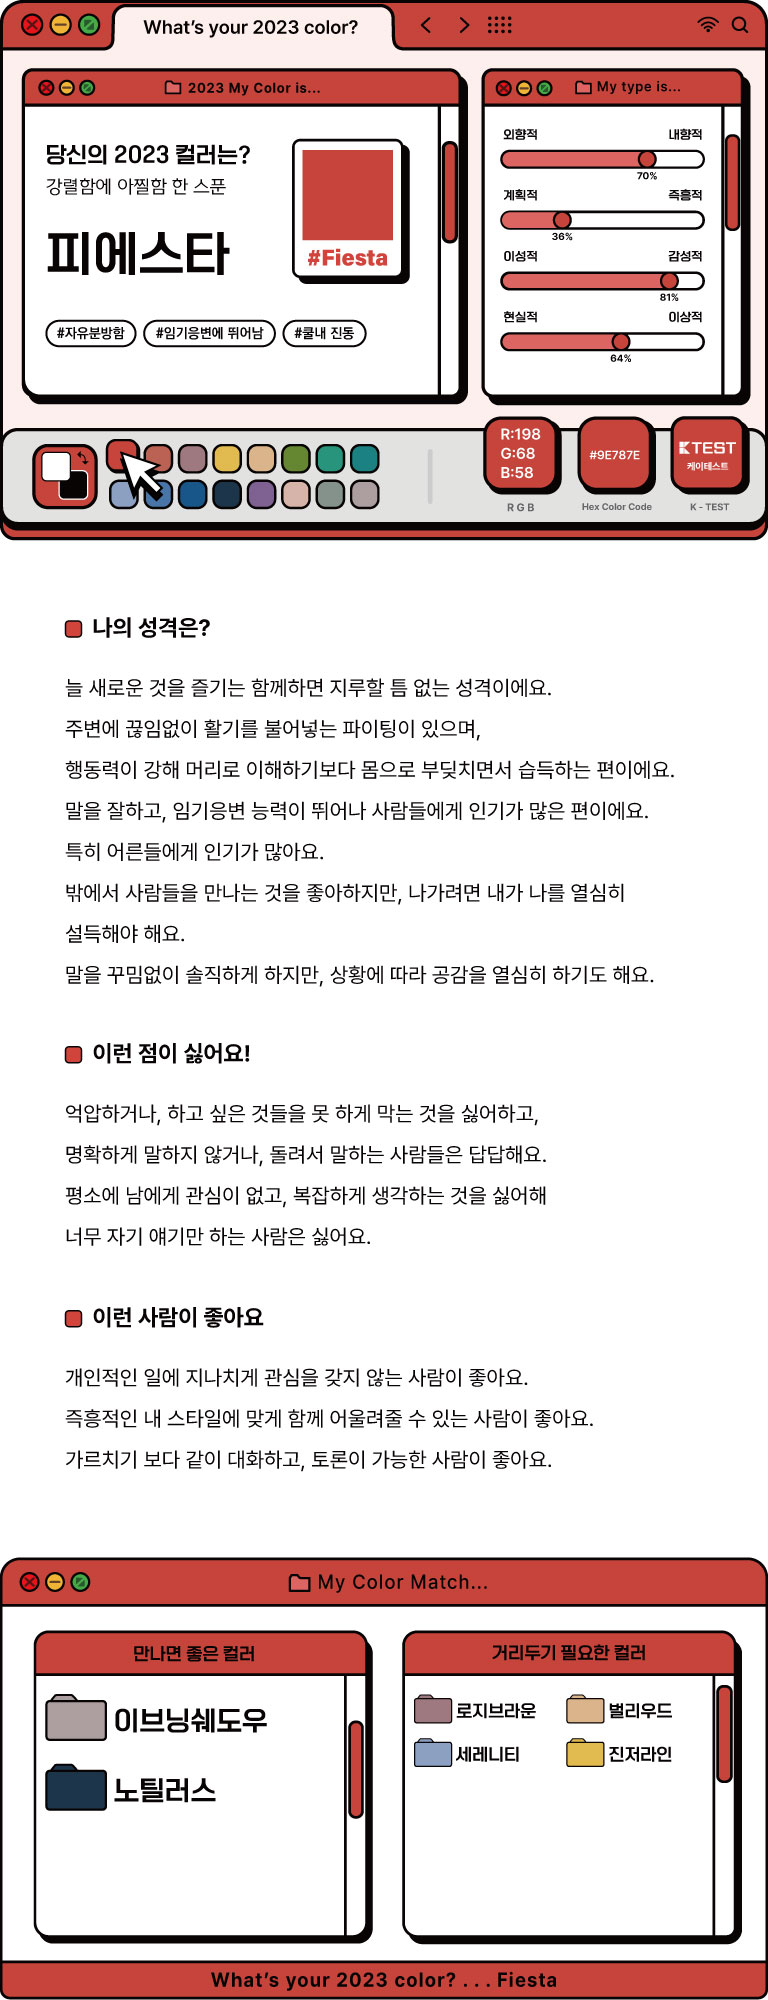 What's your 2023 color?
2023 My Color is...
당신의 2023 컬러는?
강렬함에 아찔함 한 스푼
피에스타
#Fiesta
#자유분방함 #임기응변에 뛰어남 #쿨내 진동
My type is...
외향적 내향적
70%
계획적 즉흥적
36%
이성적 감성적
81%
현실적 이상적
64%
R:198
G:68
B:58
RGB
#9E787E
Hex Color Code
KTEST
케이테스트
K - TEST
나의 성격은?
늘 새로운 것을 즐기는 함께하면 지루할 틈 없는 성격이에요.
주변에 끊임없이 활기를 불어넣는 파이팅이 있으며,
행동력이 강해 머리로 이해하기보다 몸으로 부딪치면서 습득하는 편이에요.
말을 잘하고, 임기응변 능력이 뛰어나 사람들에게 인기가 많은 편이에요.
특히 어른들에게 인기가 많아요.
밖에서 사람들을 만나는 것을 좋아하지만, 나가려면 내가 나를 열심히
설득해야 해요.
말을 꾸밈없이 솔직하게 하지만, 상황에 따라 공감을 열심히 하기도 해요.
이런 점이 싫어요!
억압하거나, 하고 싶은 것들을 못 하게 막는 것을 싫어하고,
명확하게 말하지 않거나, 돌려서 말하는 사람들은 답답해요.
평소에 남에게 관심이 없고, 복잡하게 생각하는 것을 싫어해
너무 자기 얘기만 하는 사람은 싫어요.
이런 사람이 좋아요
개인적인 일에 지나치게 관심을 갖지 않는 사람이 좋아요.
즉흥적인 내 스타일에 맞게 함께 어울려줄 수 있는 사람이 좋아요.
가르치기 보다 같이 대화하고, 토론이 가능한 사람이 좋아요.
My Color Match...
만나면 좋은 컬러
이브닝쉐도우
노틸러스
거리두기 필요한 컬러
로지브라운 벌리우드
세레니티 진저라인
What's your 2023 color? . . . Fiesta